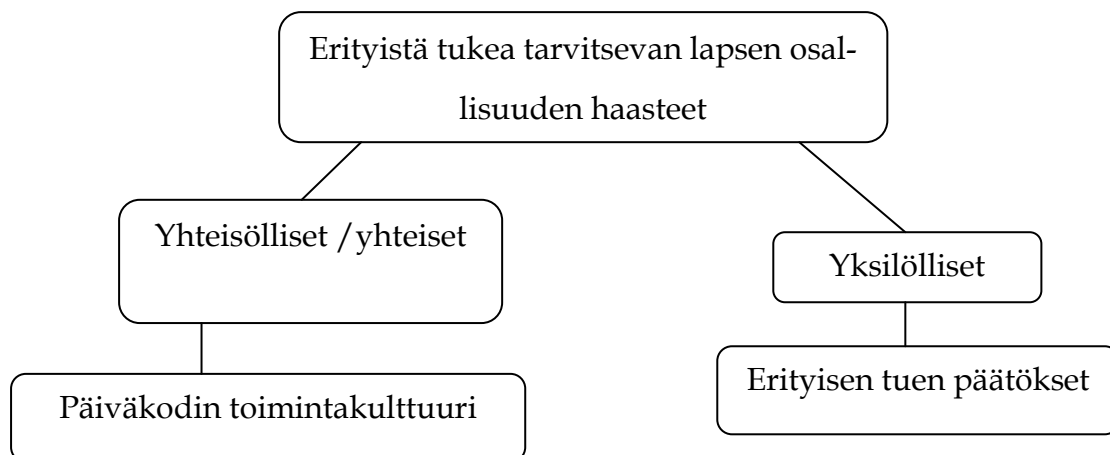 Erityistä tukea tarvitsevan lapsen osal-
lisuuden haasteet
Yhteisölliset /yhteiset
Yksilölliset
Päiväkodin toimintakulttuuri
Erityisen tuen päätökset